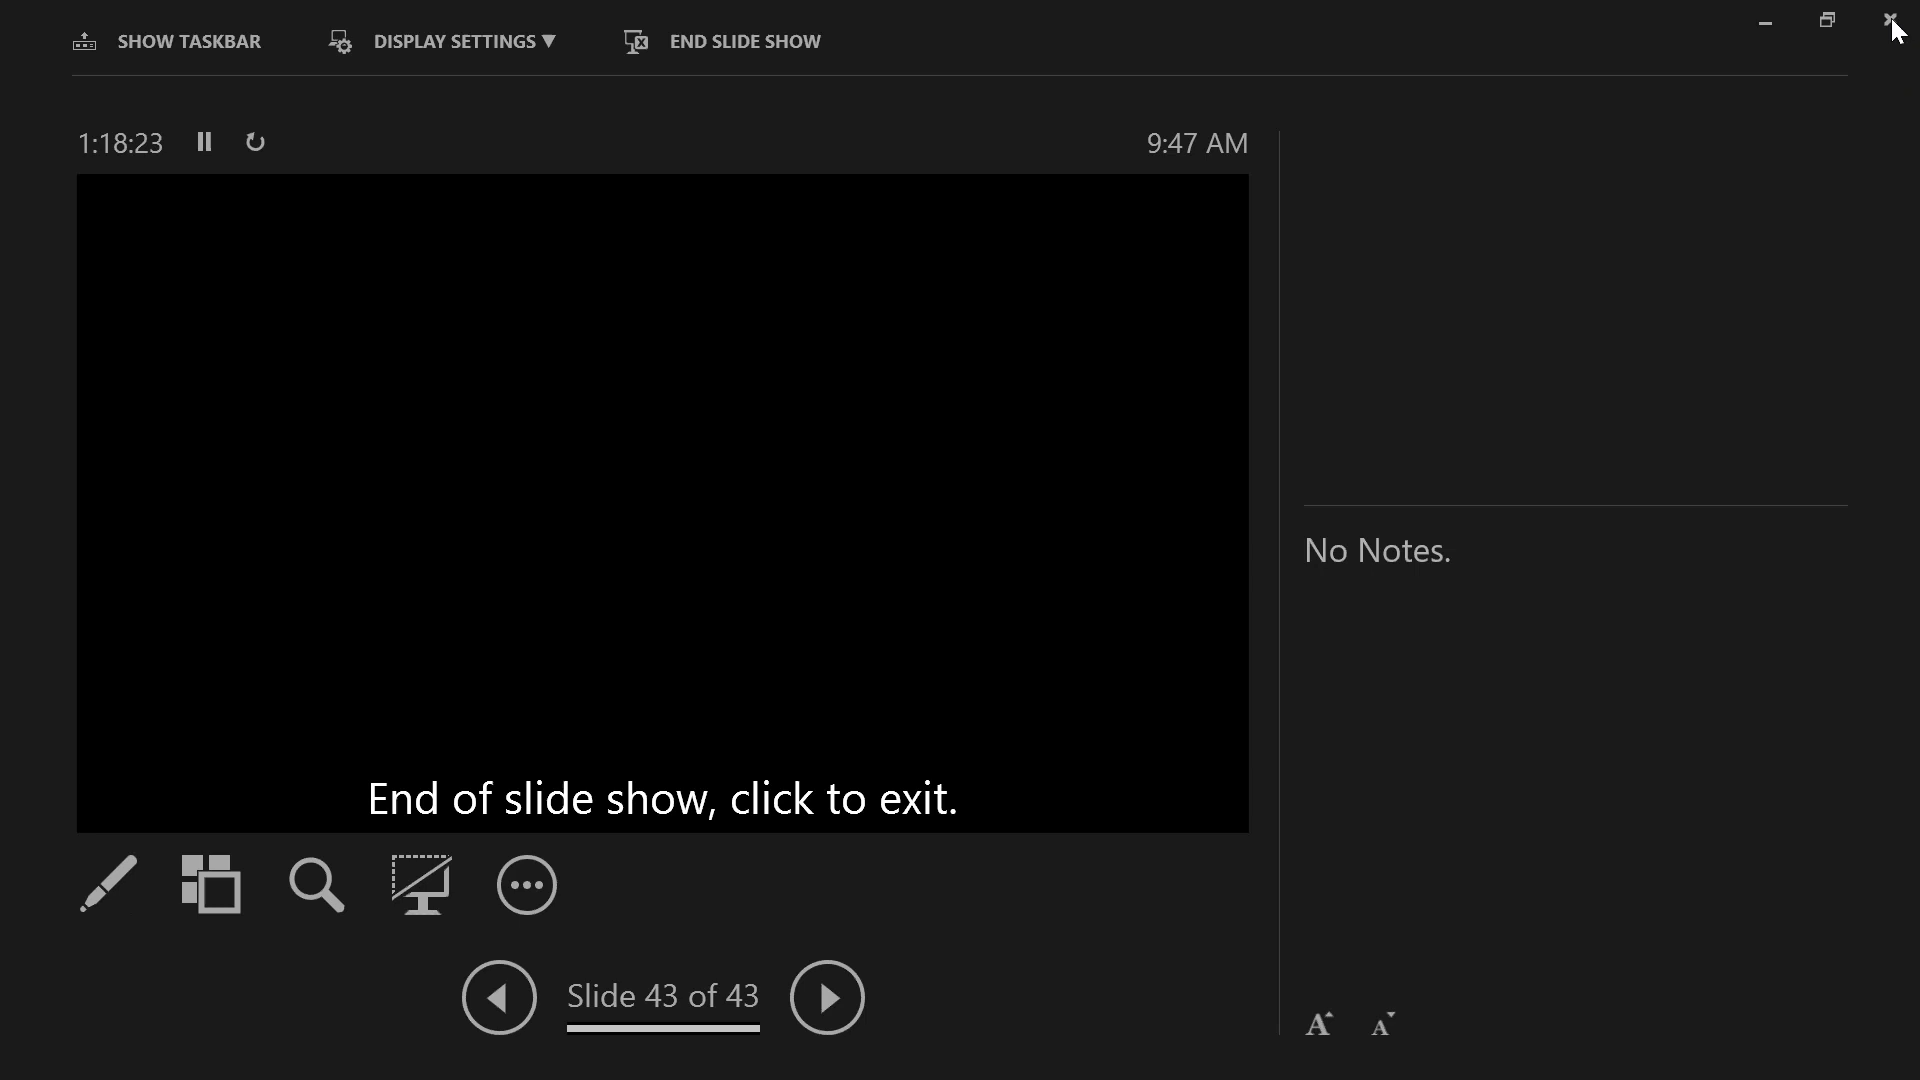 SHOW TASKBAR
DISPLAY SETTINGS ▼
END SLIDE SHOW
1:18:23
9:47 AM
End of slide show, click to exit.
No Notes.
Slide 43 of 43
A
A